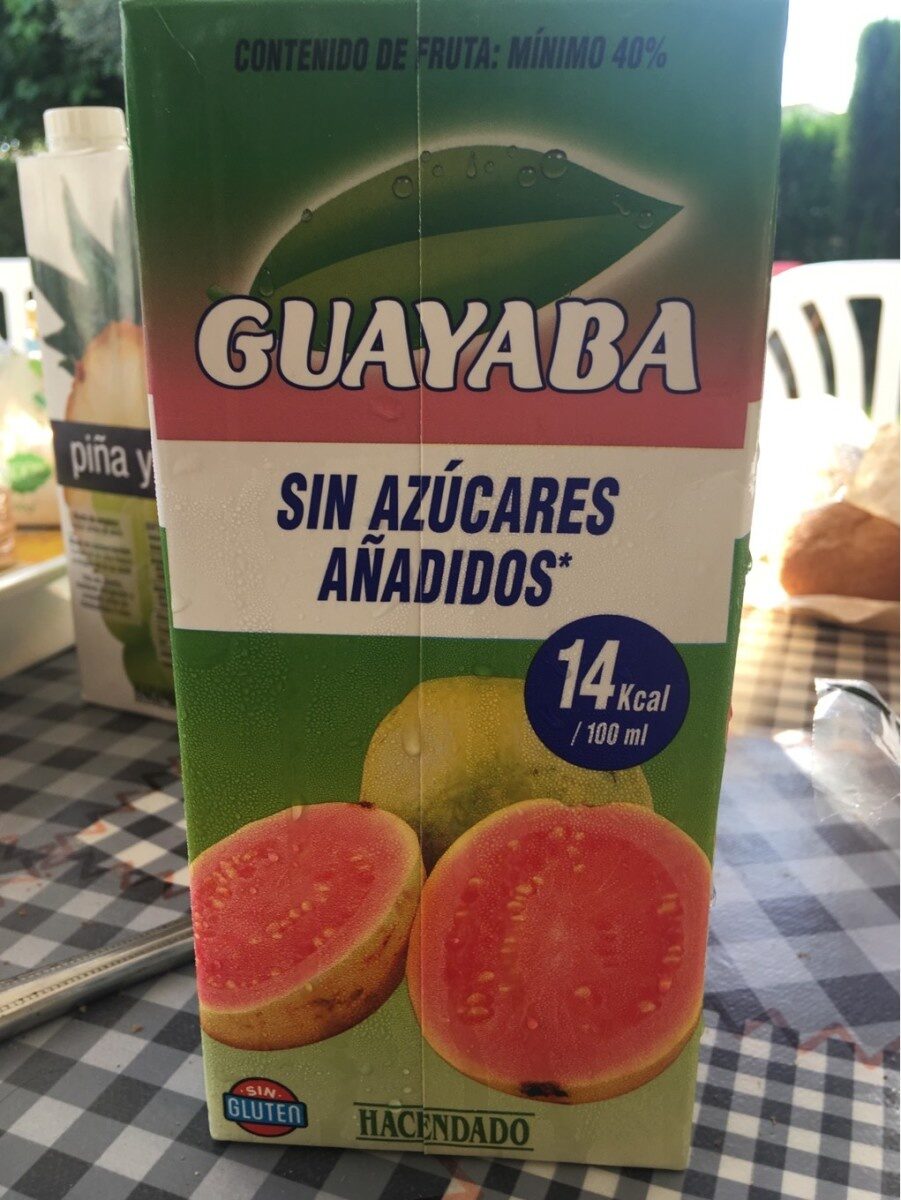 CONTENIDO DE FRUTA: MÍNIMO 40%
GUAYABA
piña y
SIN AZÚCARES
AÑADIDOS*
14 Kcal
/ 100 ml
SIN
GLUTEN
HACENDADO